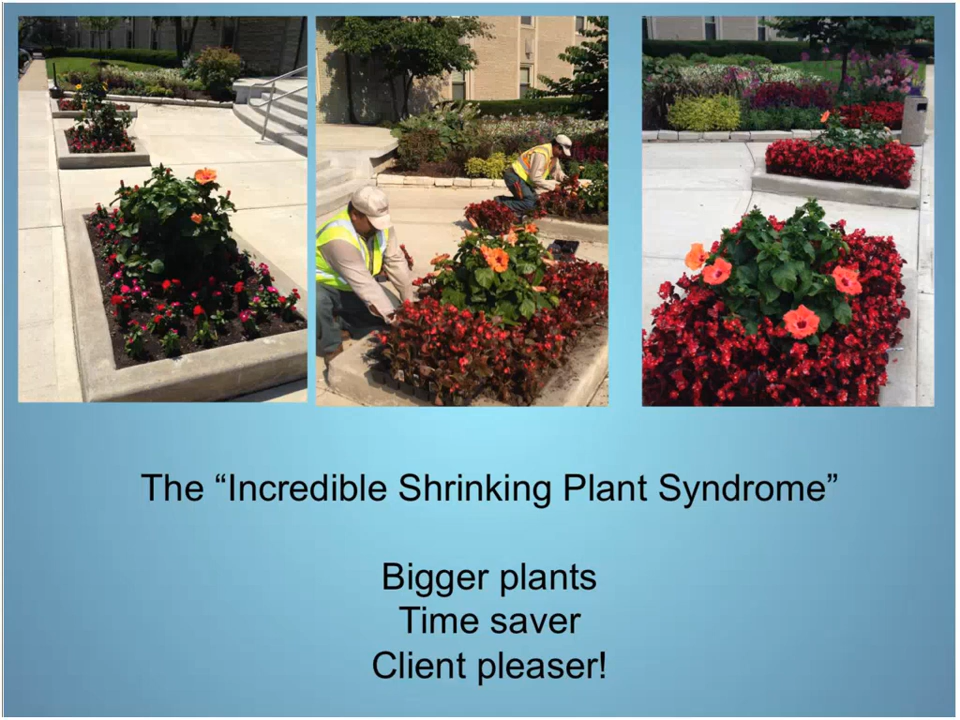 The “Incredible Shrinking Plant Syndrome”
Bigger plants
Time saver
Client pleaser!